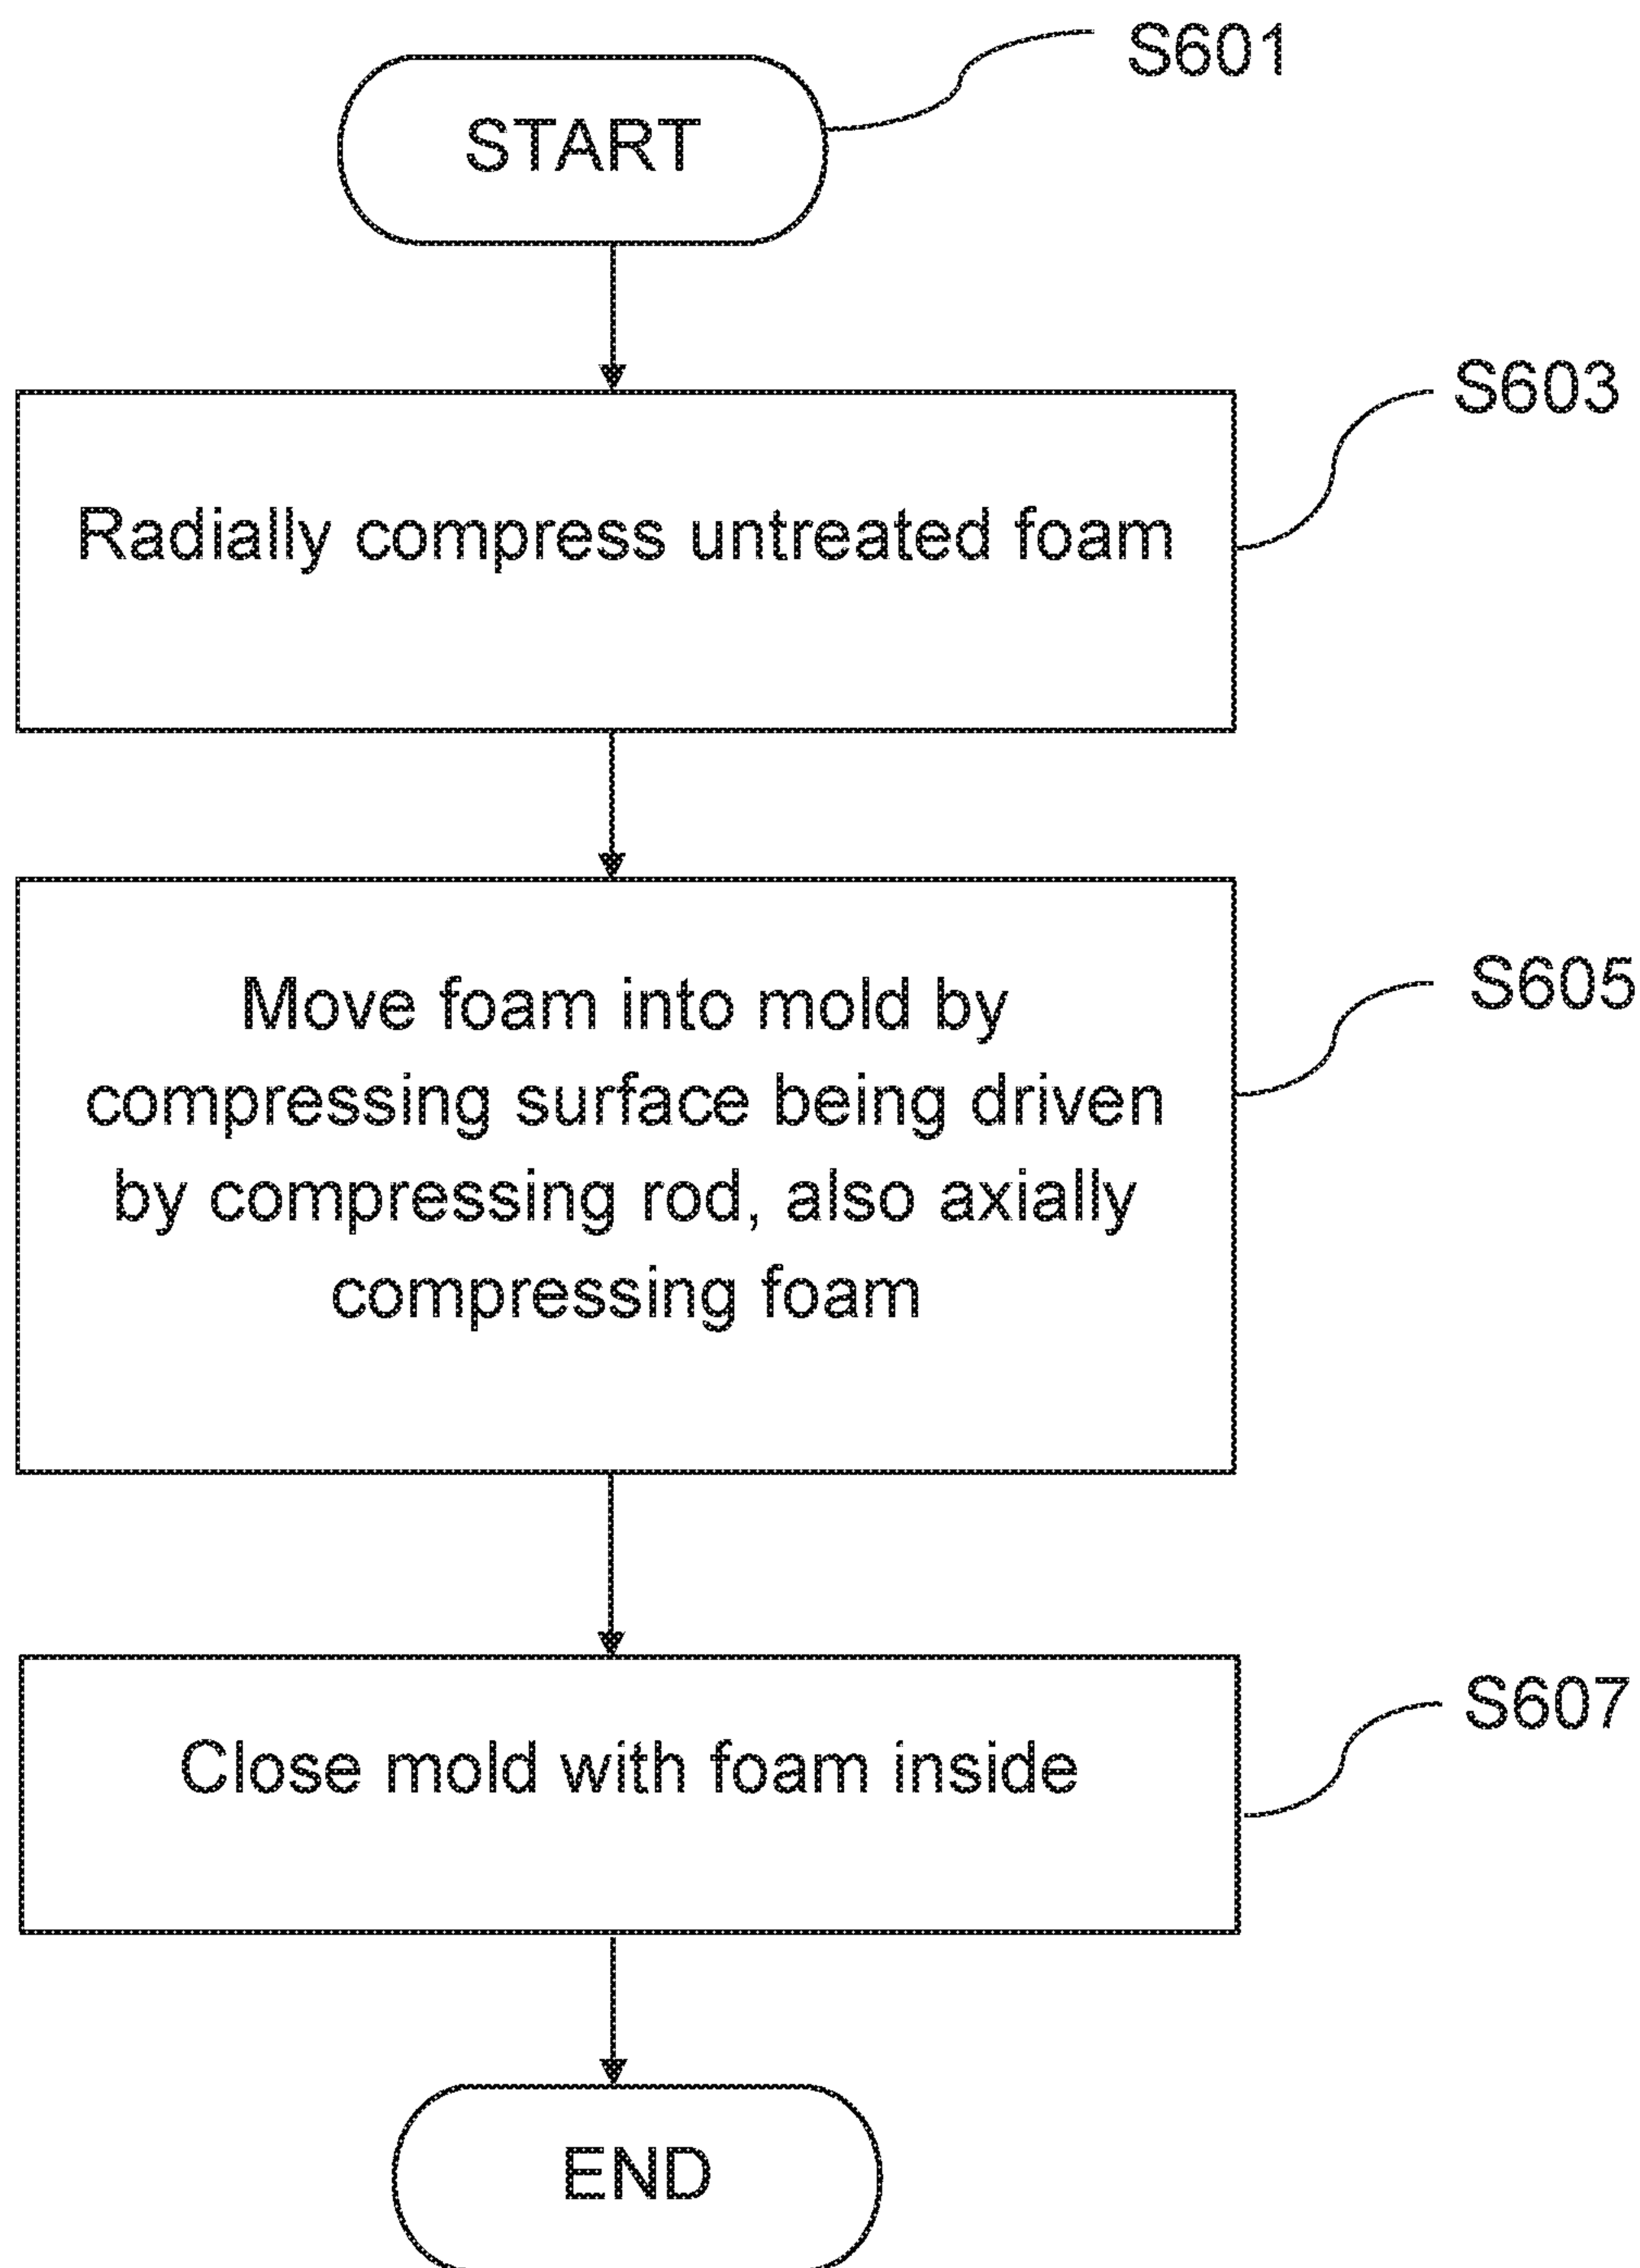 S601
START
S603
Radially compress untreated foam
S605
Move foam into mold by
compressing surface being driven
by compressing rod, also axially
compressing foam
S607
Close mold with foam inside
END